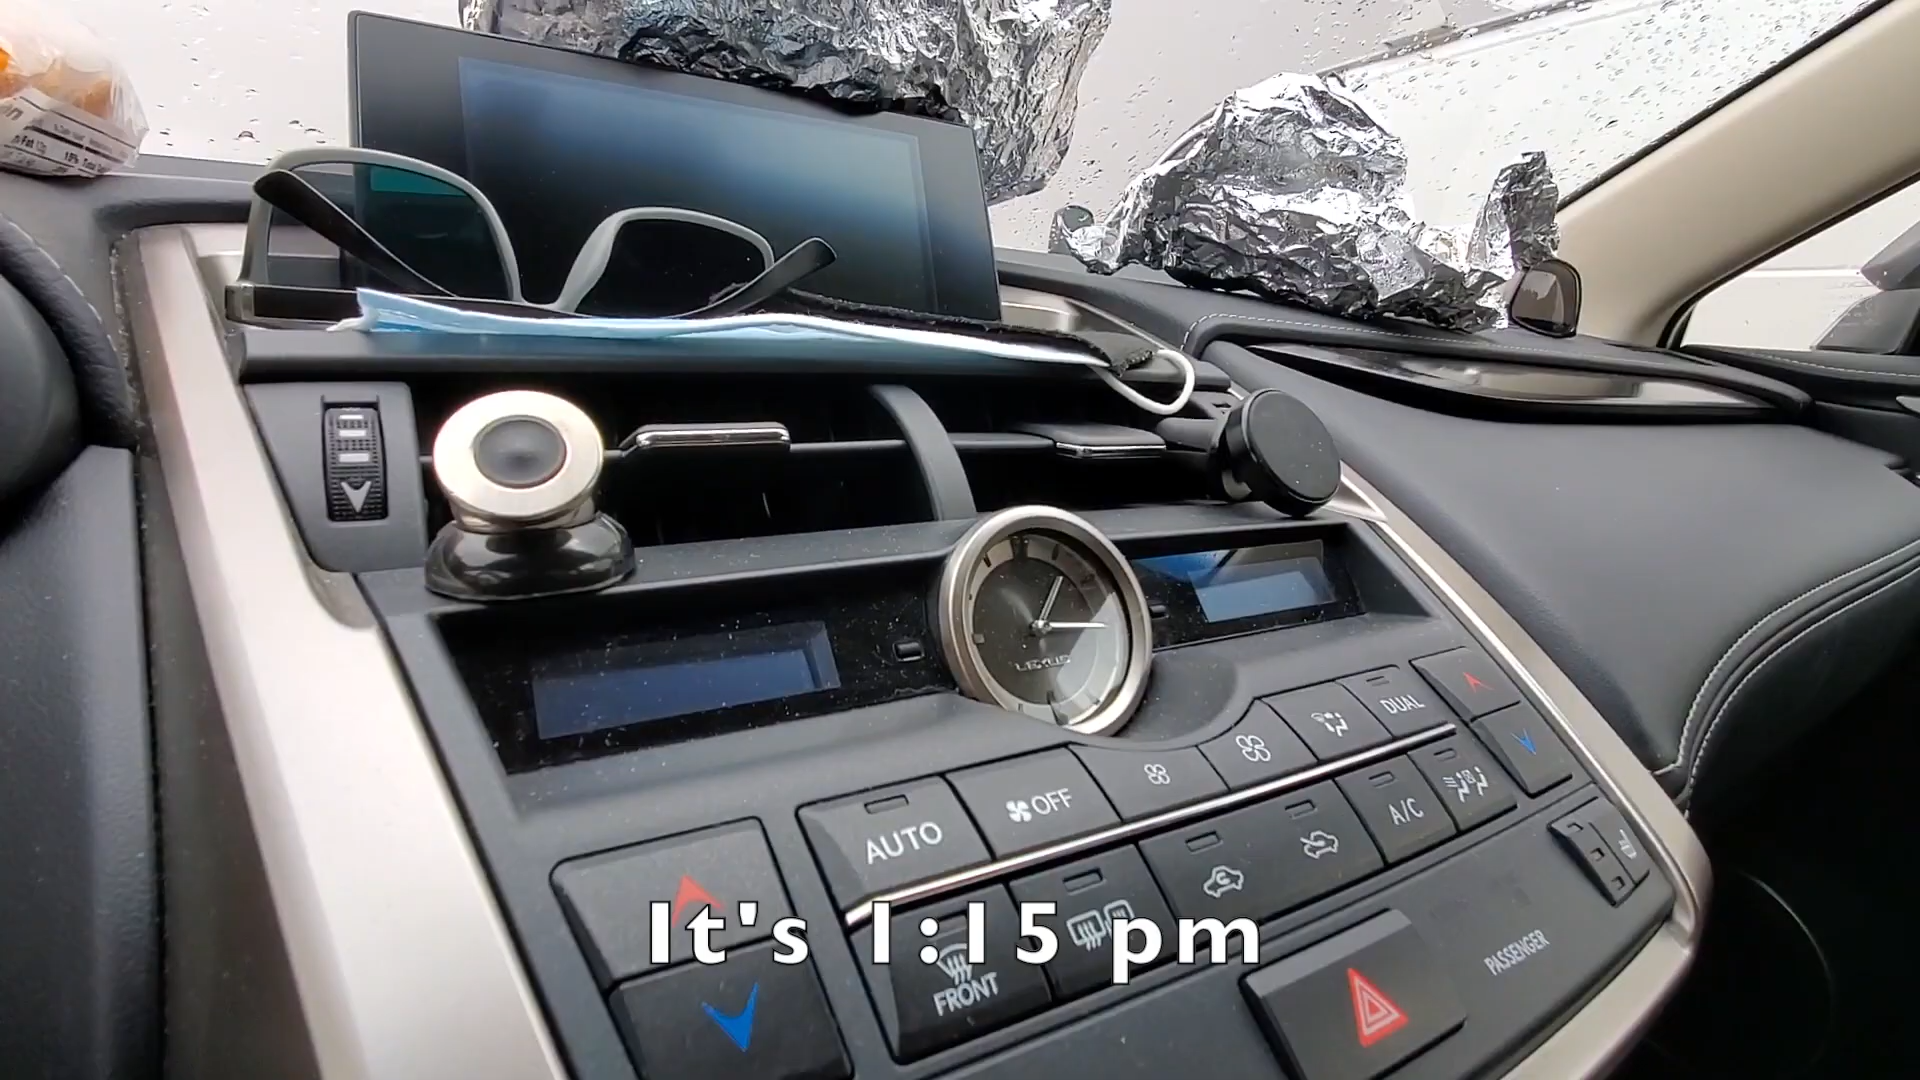 LEXUS
DUAL
OFF
AUTO
A/C
FRONT
PASSENGER
It's 1:15 pm